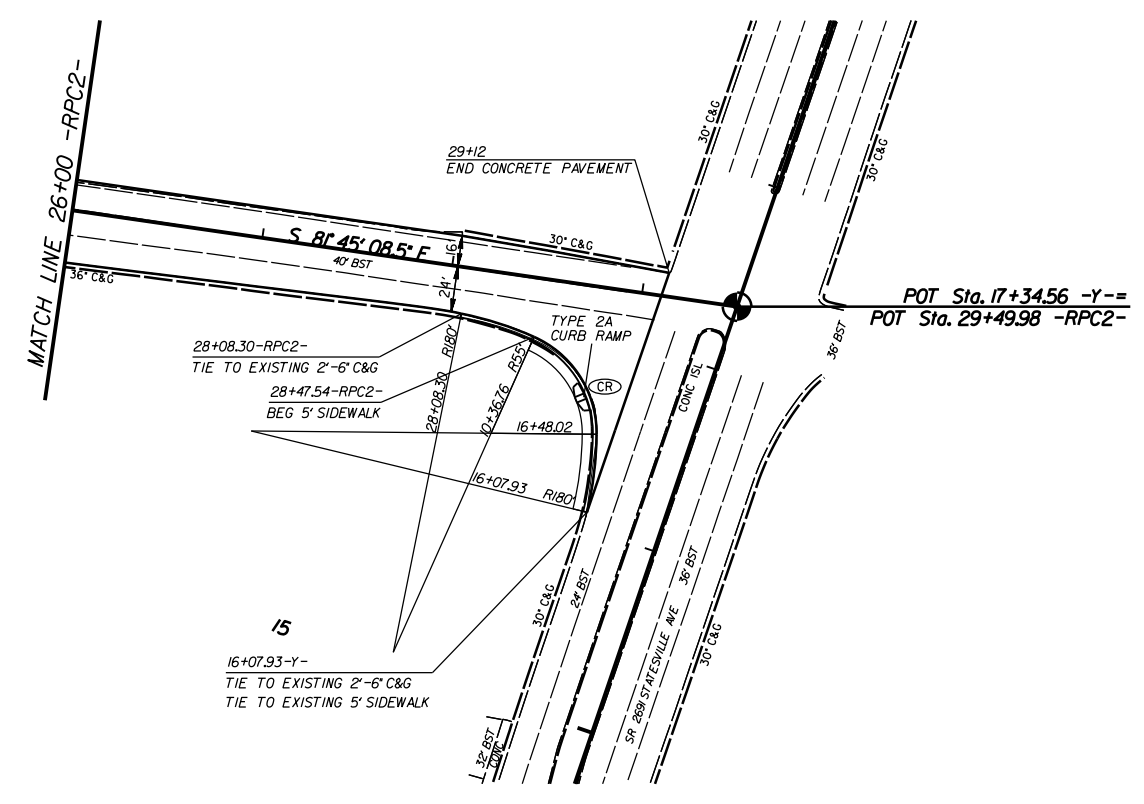 MATCH LINE 26+00 -RPC2-
29+12
END CONCRETE PAVEMENT
30" C&G
30" C&G
S 81° 45' 08.5" E
16'
30" C&G
40' BST
36" C&G
24'
POT Sta. 17+34.56 -Y-=
POT Sta. 29+49.98 -RPC2-
TYPE 2A
CURB RAMP
CR
28+08.30-RPC2-
TIE TO EXISTING 2'-6" C&G
28+47.54-RPC2-
BEG 5' SIDEWALK
R180'
28+08.30
R55'
10+36.76
16+48.02
16+07.93
R180'
CONC ISL
36' BST
24' BST
36' BST
SR 2691 STATESVILLE AVE
30" C&G
30" C&G
15
16+07.93-Y-
TIE TO EXISTING 2'-6" C&G
TIE TO EXISTING 5' SIDEWALK
32' BST
CONC